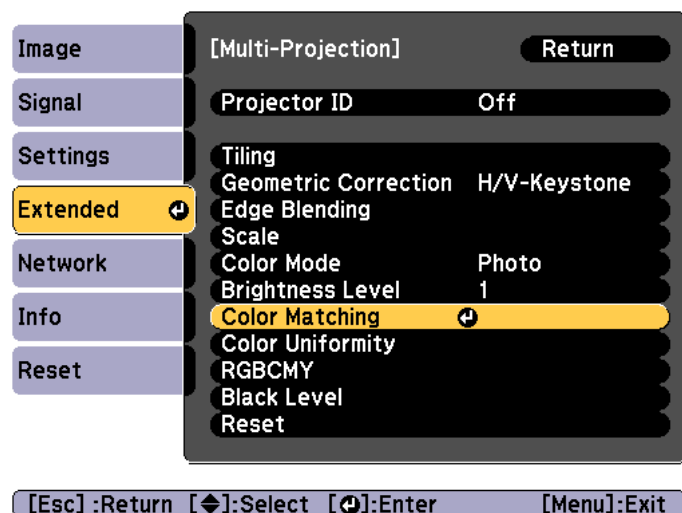 Image
Signal
Settings
Extended
Network
Info
Reset
[Multi-Projection] Return
Projector ID Off
Tiling
Geometric Correction H/V-Keystone
Edge Blending
Scale
Color Mode Photo
Brightness Level 1
Color Matching
Color Uniformity
RGBCMY
Black Level
Reset
[Esc] :Return [◆]:Select [⏎]:Enter [Menu]:Exit